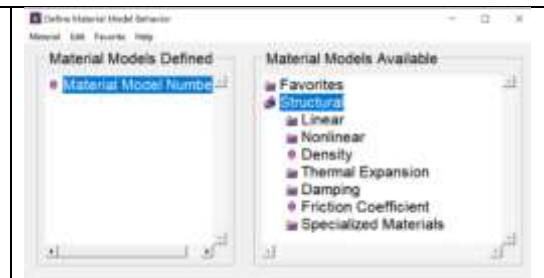 Define Material Model Behavior
Material Edit Favorite Help
Material Models Defined
Material Model Numbe
Material Models Available
Favorites
Structural
Linear
Nonlinear
Density
Thermal Expansion
Damping
Friction Coefficient
Specialized Materials